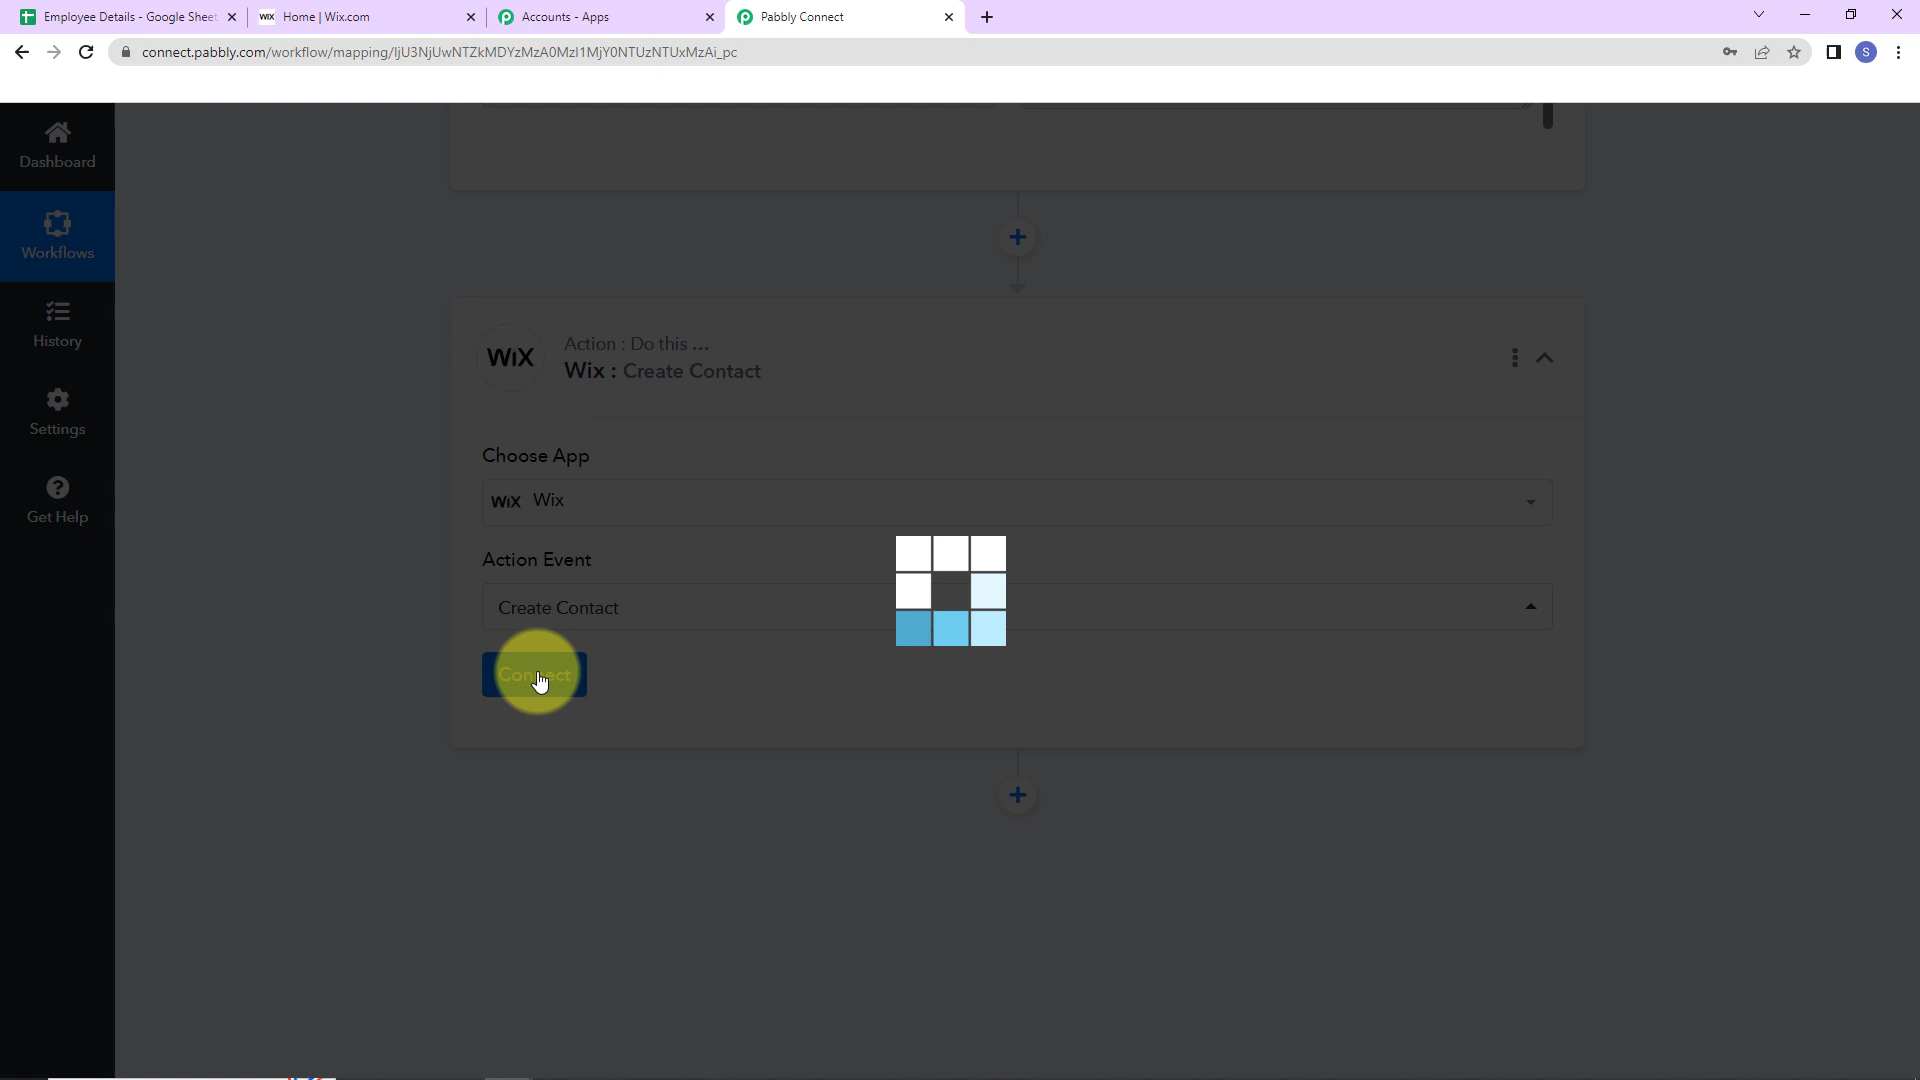 Employee Details - Google Sheet
WiX Home | Wix.com
Accounts - Apps
Pabbly Connect
connect.pabbly.com/workflow/mapping/IjU3NjUwNTZkMDYzMzA0MzI1MjY0NTUzNTUxMzAi_pc
S
Dashboard
Workflows
History
Settings
Get Help
WiX
Action : Do this ...
Wix : Create Contact
Choose App
WiX Wix
Action Event
Create Contact
Connect